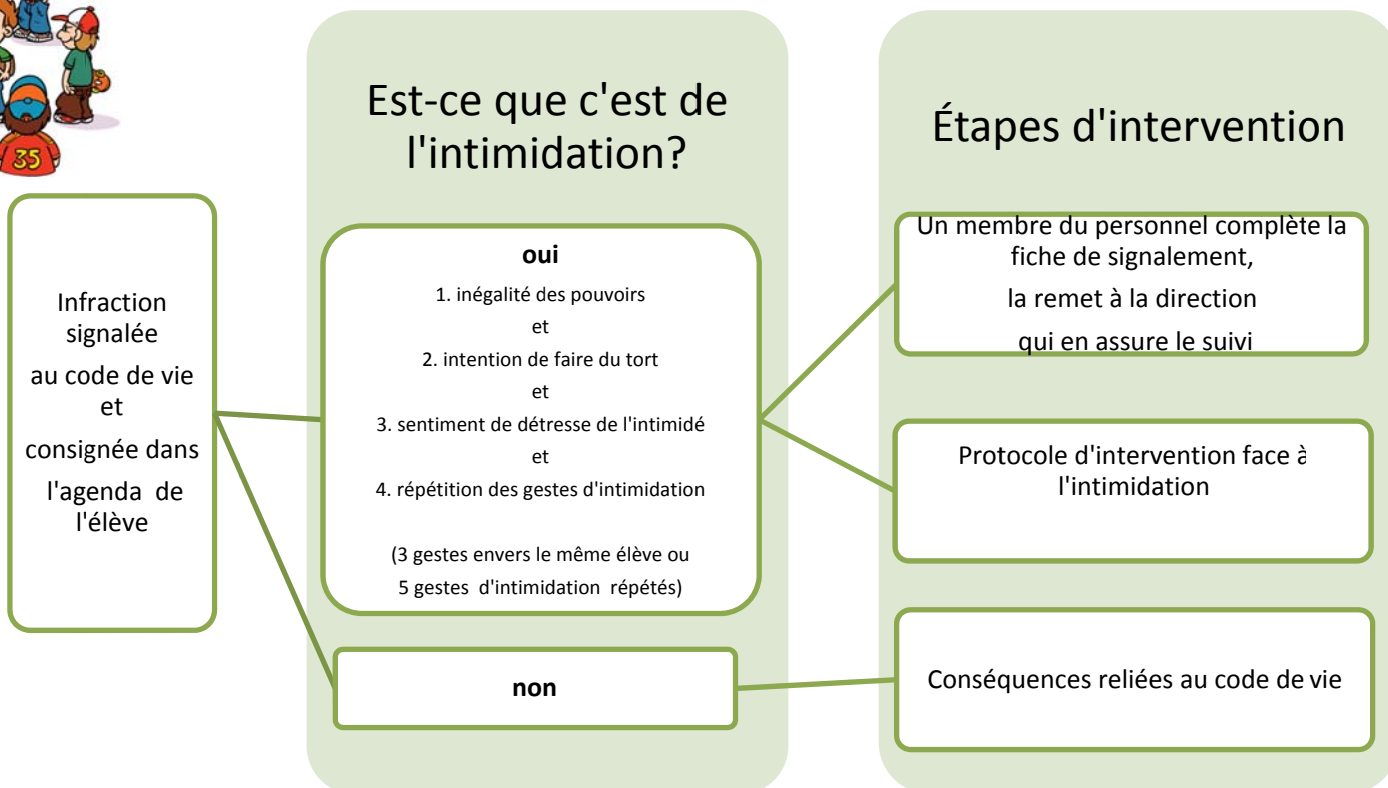 35
Infraction
signalée
au code de vie
et
consignée dans
l'agenda de
l'élève
Est-ce que c'est de
l'intimidation?
oui
1. inégalité des pouvoirs
et
2. intention de faire du tort
et
3. sentiment de détresse de l'intimidé
et
4. répétition des gestes d'intimidation
(3 gestes envers le même élève ou
5 gestes d'intimidation répétés)
non
Étapes d'intervention
Un membre du personnel complète la
fiche de signalement,
la remet à la direction
qui en assure le suivi
Protocole d'intervention face à
l'intimidation
Conséquences reliées au code de vie